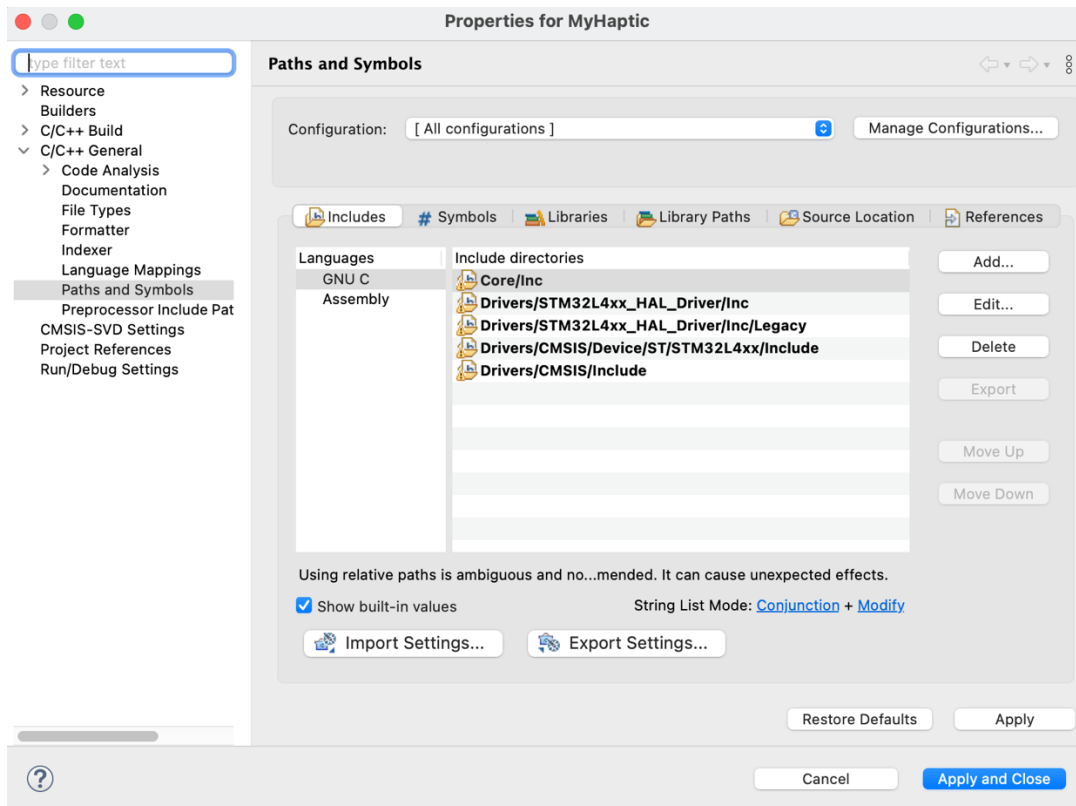 Properties for MyHaptic
type filter text
Resource
Builders
C/C++ Build
C/C++ General
Code Analysis
Documentation
File Types
Formatter
Indexer
Language Mappings
Paths and Symbols
Preprocessor Include Pat
CMSIS-SVD Settings
Project References
Run/Debug Settings
Paths and Symbols
Configuration: [ All configurations ] Manage Configurations...
Includes # Symbols Libraries Library Paths Source Location References
Languages
GNU C
Assembly
Include directories
Core/Inc
Drivers/STM32L4xx_HAL_Driver/Inc
Drivers/STM32L4xx_HAL_Driver/Inc/Legacy
Drivers/CMSIS/Device/ST/STM32L4xx/Include
Drivers/CMSIS/Include
Add...
Edit...
Delete
Export
Move Up
Move Down
Using relative paths is ambiguous and no...mended. It can cause unexpected effects.
Show built-in values String List Mode: Conjunction + Modify
Import Settings... Export Settings...
Restore Defaults Apply
? Cancel Apply and Close